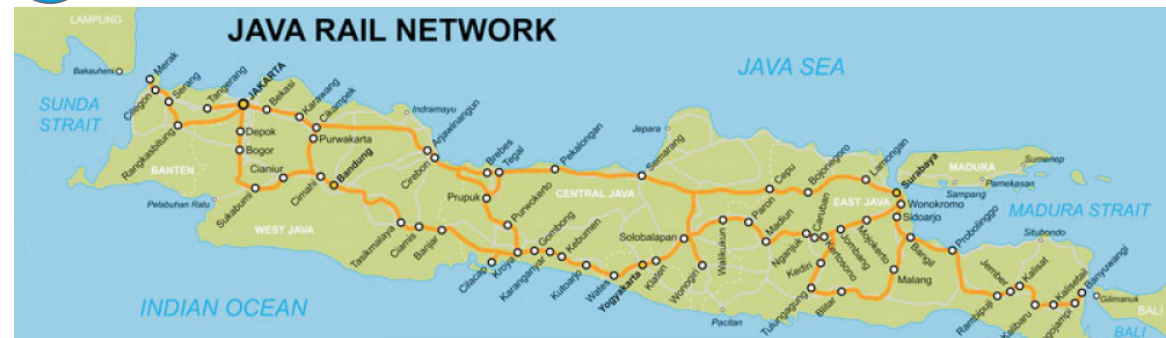 LAMPUNG
JAVA RAIL NETWORK
JAVA SEA
Bakauheni
Merak
Cilegon
Serang
Tangerang
JAKARTA
Bekasi
Karawang
Cikampek
Indramayu
Arjawinangun
SUNDA
STRAIT
Rangkasbitung
Depok
Bogor
Purwakarta
BANTEN
Cianjur
Cimahi
Bandung
Sukabumi
Pelabuhan Ratu
WEST JAVA
Cirebon
Brebes
Tegal
Pekalongan
Jepara
Semarang
Prupuk
Purwokerto
CENTRAL JAVA
Tasikmalaya
Ciamis
Banjar
Cilacap
Kroya
Gombong
Karanganyar
Kebumen
Kutoarjo
Wates
Yogyakarta
Klaten
Solobalapan
Wonogiri
Pacitan
Walikukun
Paron
Madiun
Cepu
Bojonegoro
Lamongan
Surabaya
MADURA
Sumenep
Pamekasan
Sampang
Wonokromo
Sidoarjo
MADURA STRAIT
EAST JAVA
Caruban
Nganjuk
Kertosono
Jombang
Mojokerto
Kediri
Tulungagung
Blitar
Malang
Bangil
Probolinggo
Situbondo
Jember
Kalisat
Rambipuji
Kalibaru
Kalisetail
Banyuwangi
Gilimanuk
BALI
BALI
INDIAN OCEAN